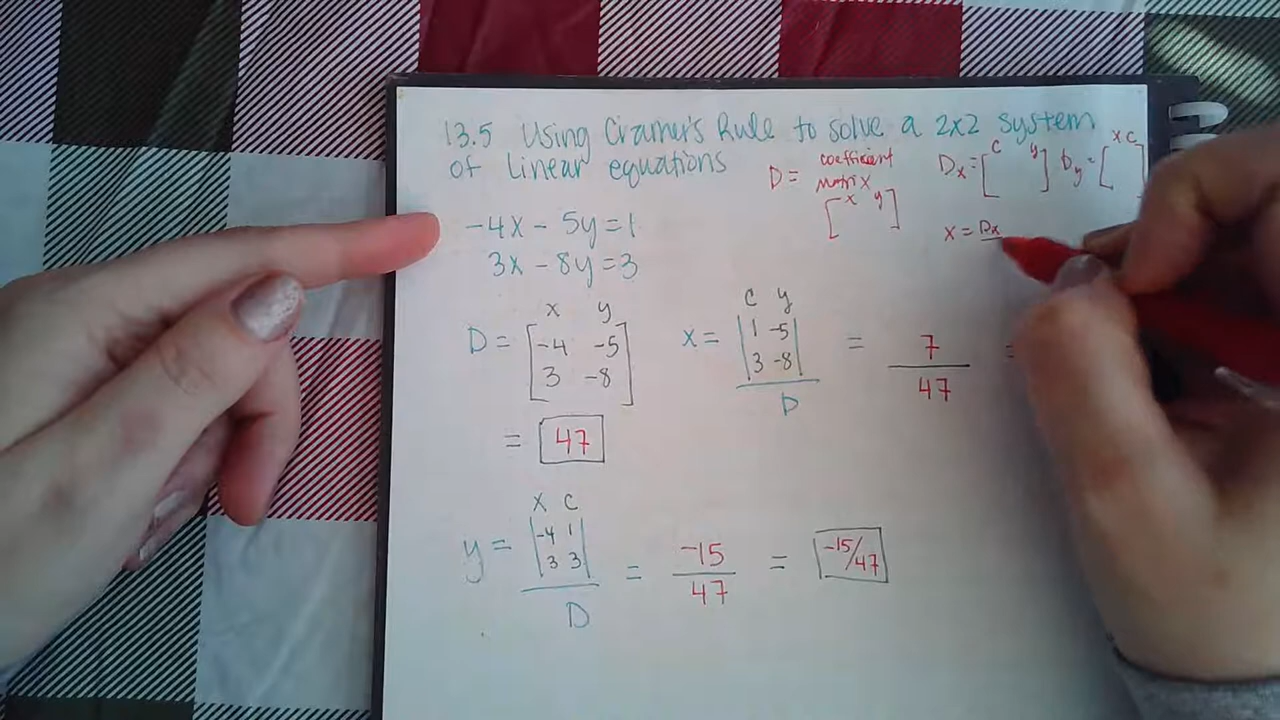 13.5 Using Cramer's Rule to solve a 2x2 system
of linear equations
D = coefficient
matrix
[ x y ]
Dx = [ c y ] Dy = [ x c ]
x = Dx
-4x - 5y = 1
3x - 8y = 3
x y
D = [ -4 -5
3 -8 ]
= 47
c y
x = | 1 -5 |
| 3 -8 |
D
= 7
47
=
x c
y = | -4 1 |
| 3 3 |
D
= -15
47
= -15/47